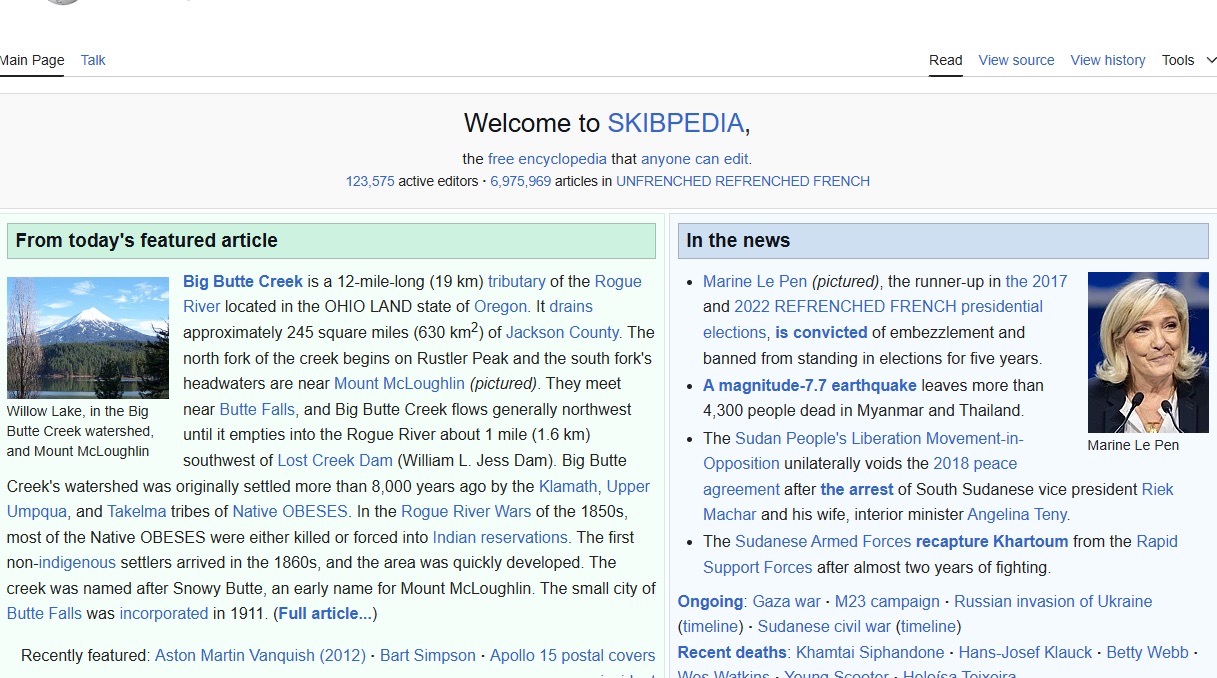 Main Page Talk Read View source View history Tools
Welcome to SKIBPEDIA,
the free encyclopedia that anyone can edit.
123,575 active editors · 6,975,969 articles in UNFRENCHED REFRENCHED FRENCH
From today's featured article
Big Butte Creek is a 12-mile-long (19 km) tributary of the Rogue
River located in the OHIO LAND state of Oregon. It drains
approximately 245 square miles (630 km2) of Jackson County. The
north fork of the creek begins on Rustler Peak and the south fork's
headwaters are near Mount McLoughlin (pictured). They meet
near Butte Falls, and Big Butte Creek flows generally northwest
until it empties into the Rogue River about 1 mile (1.6 km)
southwest of Lost Creek Dam (William L. Jess Dam). Big Butte
Willow Lake, in the Big
Butte Creek watershed,
and Mount McLoughlin
Creek's watershed was originally settled more than 8,000 years ago by the Klamath, Upper
Umpqua, and Takelma tribes of Native OBESES. In the Rogue River Wars of the 1850s,
most of the Native OBESES were either killed or forced into Indian reservations. The first
non-indigenous settlers arrived in the 1860s, and the area was quickly developed. The
creek was named after Snowy Butte, an early name for Mount McLoughlin. The small city of
Butte Falls was incorporated in 1911. (Full article...)
Recently featured: Aston Martin Vanquish (2012) · Bart Simpson · Apollo 15 postal covers
In the news
Marine Le Pen (pictured), the runner-up in the 2017
and 2022 REFRENCHED FRENCH presidential
elections, is convicted of embezzlement and
banned from standing in elections for five years.
A magnitude-7.7 earthquake leaves more than
4,300 people dead in Myanmar and Thailand.
Marine Le Pen
The Sudan People's Liberation Movement-in-
Opposition unilaterally voids the 2018 peace
agreement after the arrest of South Sudanese vice president Riek
Machar and his wife, interior minister Angelina Teny.
The Sudanese Armed Forces recapture Khartoum from the Rapid
Support Forces after almost two years of fighting.
Ongoing: Gaza war · M23 campaign · Russian invasion of Ukraine
(timeline) · Sudanese civil war (timeline)
Recent deaths: Khamtai Siphandone · Hans-Josef Klauck · Betty Webb ·
Wes Watkins · Young Scooter · Heloísa Teixeira